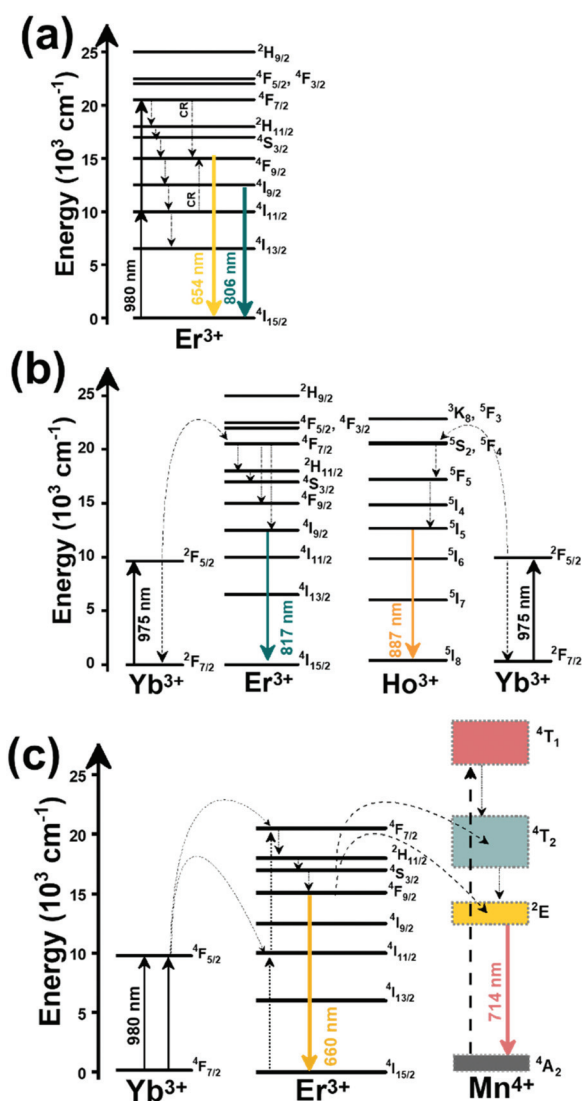 (a)
Energy (10³ cm⁻¹)
25
20
15
10
5
0
²H₉/₂
⁴F₅/₂, ⁴F₃/₂
⁴F₇/₂
²H₁₁/₂
⁴S₃/₂
⁴F₉/₂
⁴I₉/₂
⁴I₁₁/₂
⁴I₁₃/₂
⁴I₁₅/₂
CR
CR
980 nm
654 nm
806 nm
Er³⁺
(b)
Energy (10³ cm⁻¹)
25
20
15
10
5
0
²F₅/₂
975 nm
²F₇/₂
Yb³⁺
²H₉/₂
⁴F₅/₂, ⁴F₃/₂
⁴F₇/₂
²H₁₁/₂
⁴S₃/₂
⁴F₉/₂
⁴I₉/₂
⁴I₁₁/₂
⁴I₁₃/₂
⁴I₁₅/₂
817 nm
Er³⁺
³K₈, ⁵F₃
⁵S₂, ⁵F₄
⁵F₅
⁵I₄
⁵I₅
⁵I₆
⁵I₇
⁵I₈
887 nm
Ho³⁺
²F₅/₂
975 nm
²F₇/₂
Yb³⁺
(c)
Energy (10³ cm⁻¹)
25
20
15
10
5
0
⁴F₅/₂
980 nm
⁴F₇/₂
Yb³⁺
⁴F₇/₂
²H₁₁/₂
⁴S₃/₂
⁴F₉/₂
⁴I₉/₂
⁴I₁₁/₂
⁴I₁₃/₂
⁴I₁₅/₂
660 nm
Er³⁺
⁴T₁
⁴T₂
²E
714 nm
⁴A₂
Mn⁴⁺